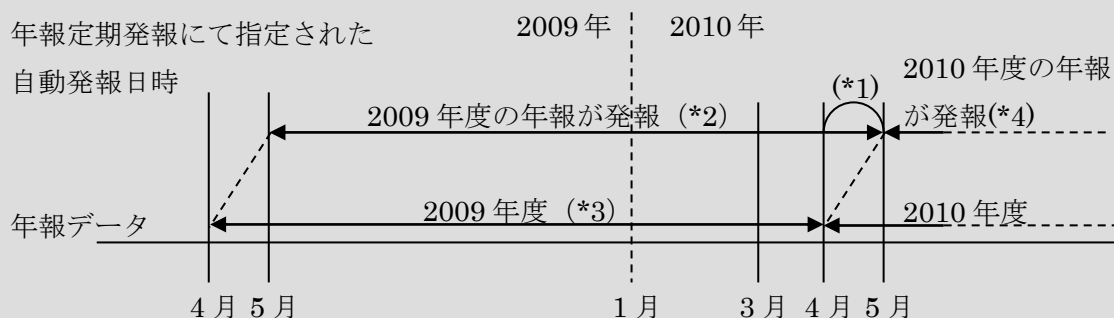 年報定期発報にて指定された
自動発報日時
2009年
2010年
2009年度の年報が発報（*2）
(*1)
2010年度の年報
が発報(*4)
年報データ
2009年度（*3）
2010年度
4月
5月
1月
3月
4月
5月